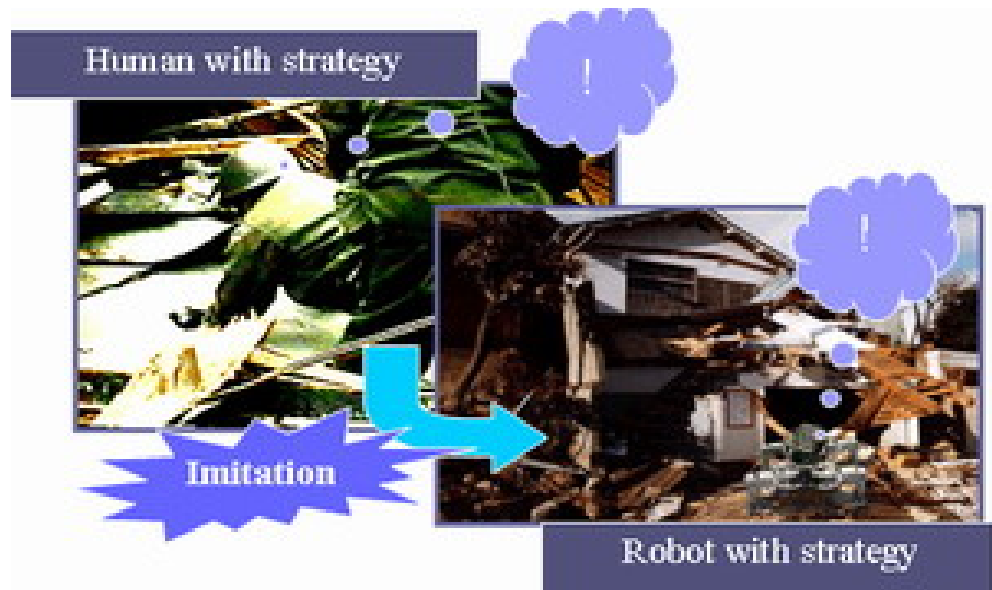 Human with strategy
!
!
Imitation
Robot with strategy